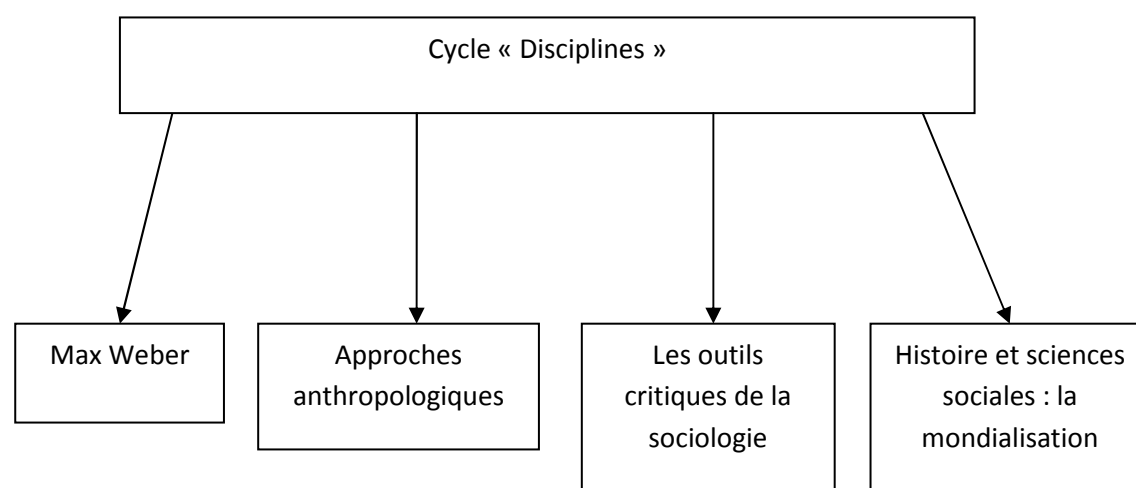 Cycle « Disciplines »
Max Weber
Approches
anthropologiques
Les outils
critiques de la
sociologie
Histoire et sciences
sociales : la
mondialisation